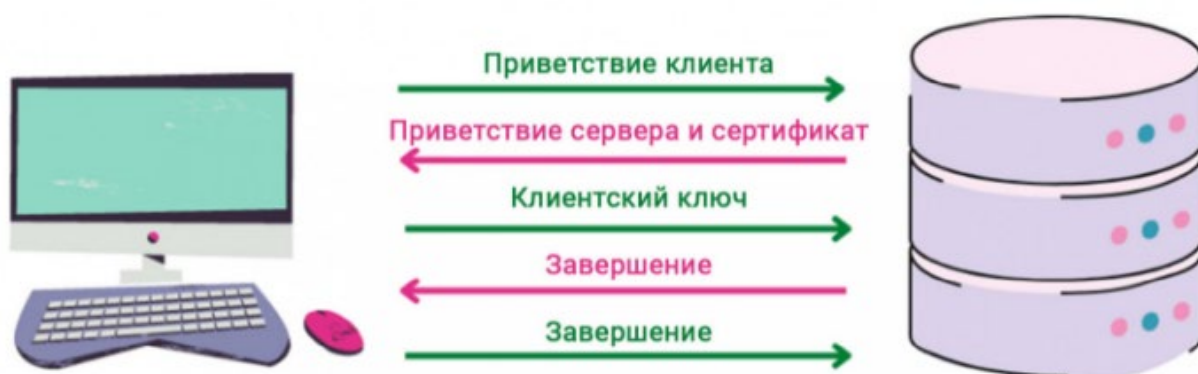 Приветствие клиента
Приветствие сервера и сертификат
Клиентский ключ
Завершение
Завершение